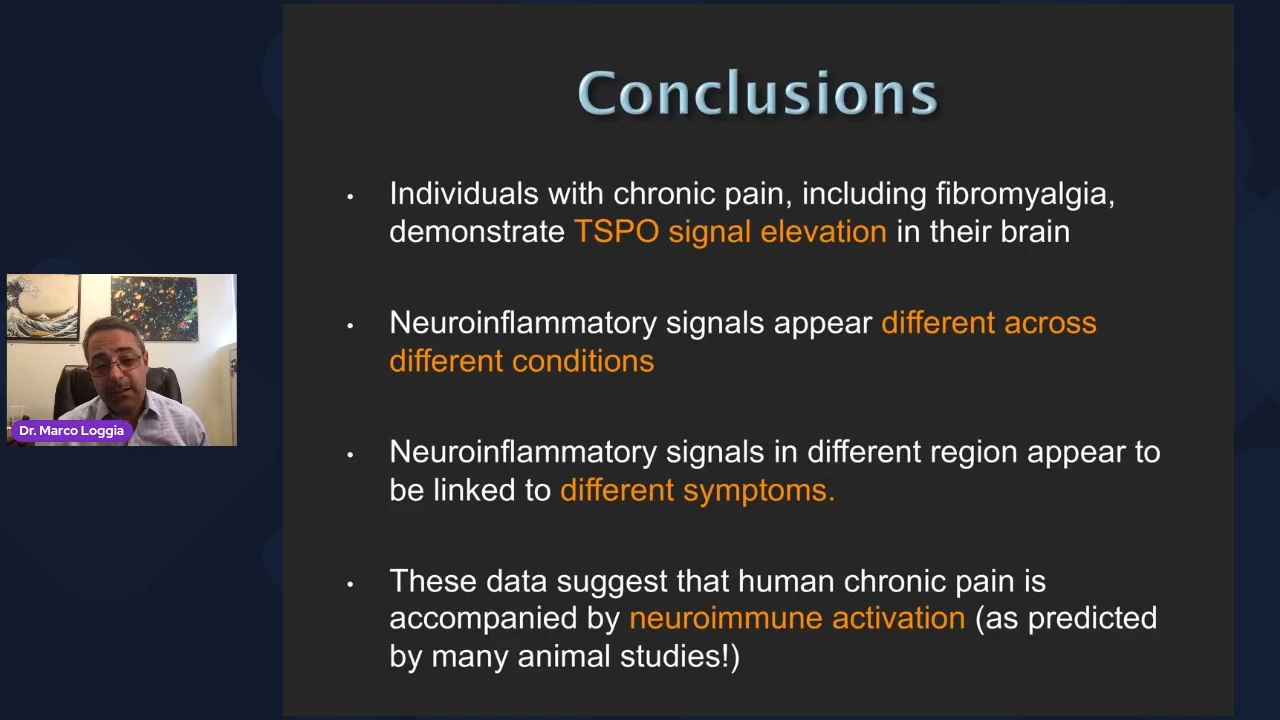 Conclusions
• Individuals with chronic pain, including fibromyalgia,
demonstrate TSPO signal elevation in their brain
• Neuroinflammatory signals appear different across
different conditions
• Neuroinflammatory signals in different region appear to
be linked to different symptoms.
• These data suggest that human chronic pain is
accompanied by neuroimmune activation (as predicted
by many animal studies!)
Dr. Marco Loggia